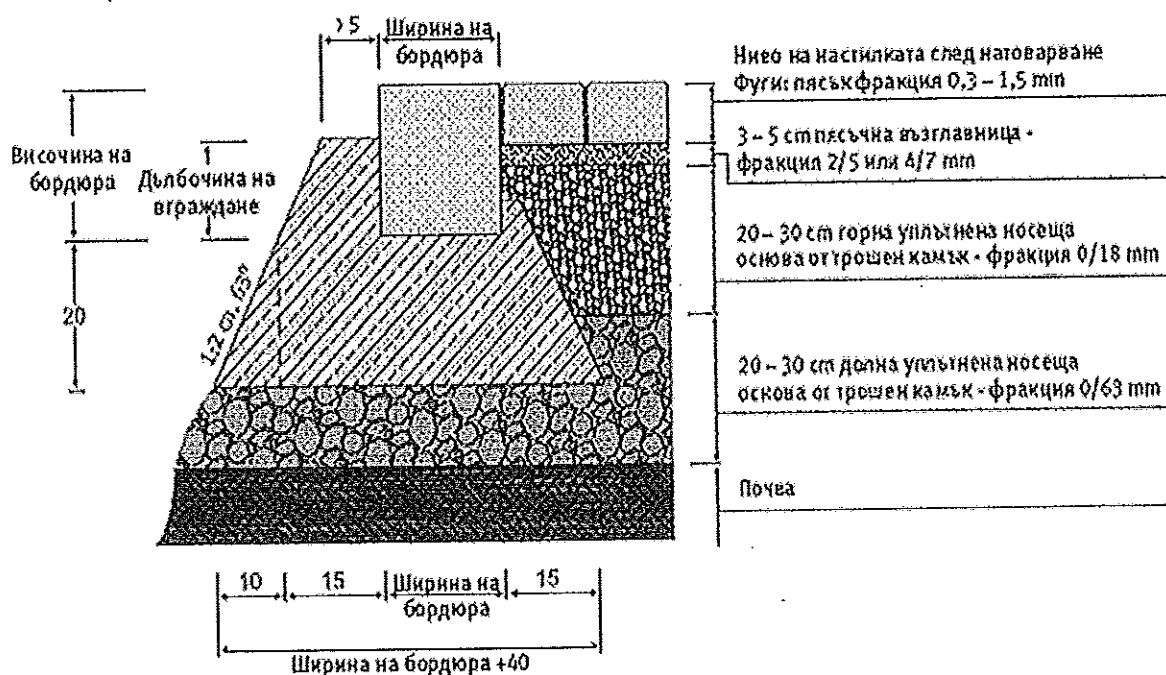 >5
Ширина на
бордюра
Височина на
бордюра
Дълбочина на
вграждане
20
10
15
Ширина на
бордюра
15
Ширина на бордюра +40
Ниво на настилката след натоварване
Фуги: пясък фракция 0,3 – 1,5 mm
3 – 5 cm пясъчна възглавница -
фракция 2/5 или 4/7 mm
20 – 30 cm горна уплътнена носеща
основа от трошен камък - фракция 0/18 mm
20 – 30 cm долна уплътнена носеща
основа от трошен камък - фракция 0/63 mm
Почва